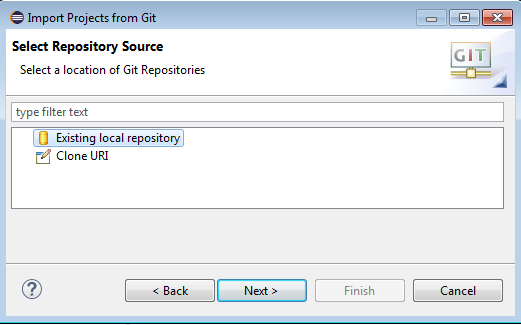 Import Projects from Git
Select Repository Source
Select a location of Git Repositories
GIT
type filter text
Existing local repository
Clone URI
?
< Back
Next >
Finish
Cancel